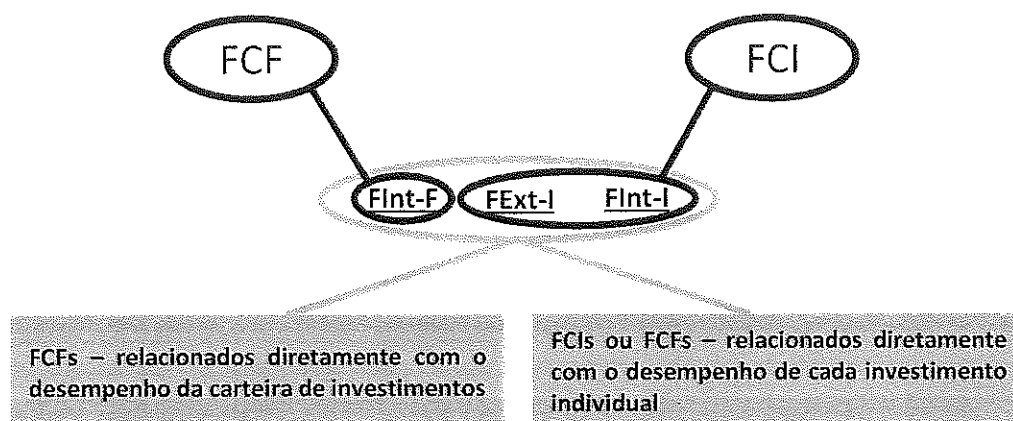 FCF
FCI
FInt-F
FExt-I
FInt-I
FCFs – relacionados diretamente com o
desempenho da carteira de investimentos
FCIs ou FCFs – relacionados diretamente
com o desempenho de cada investimento
individual